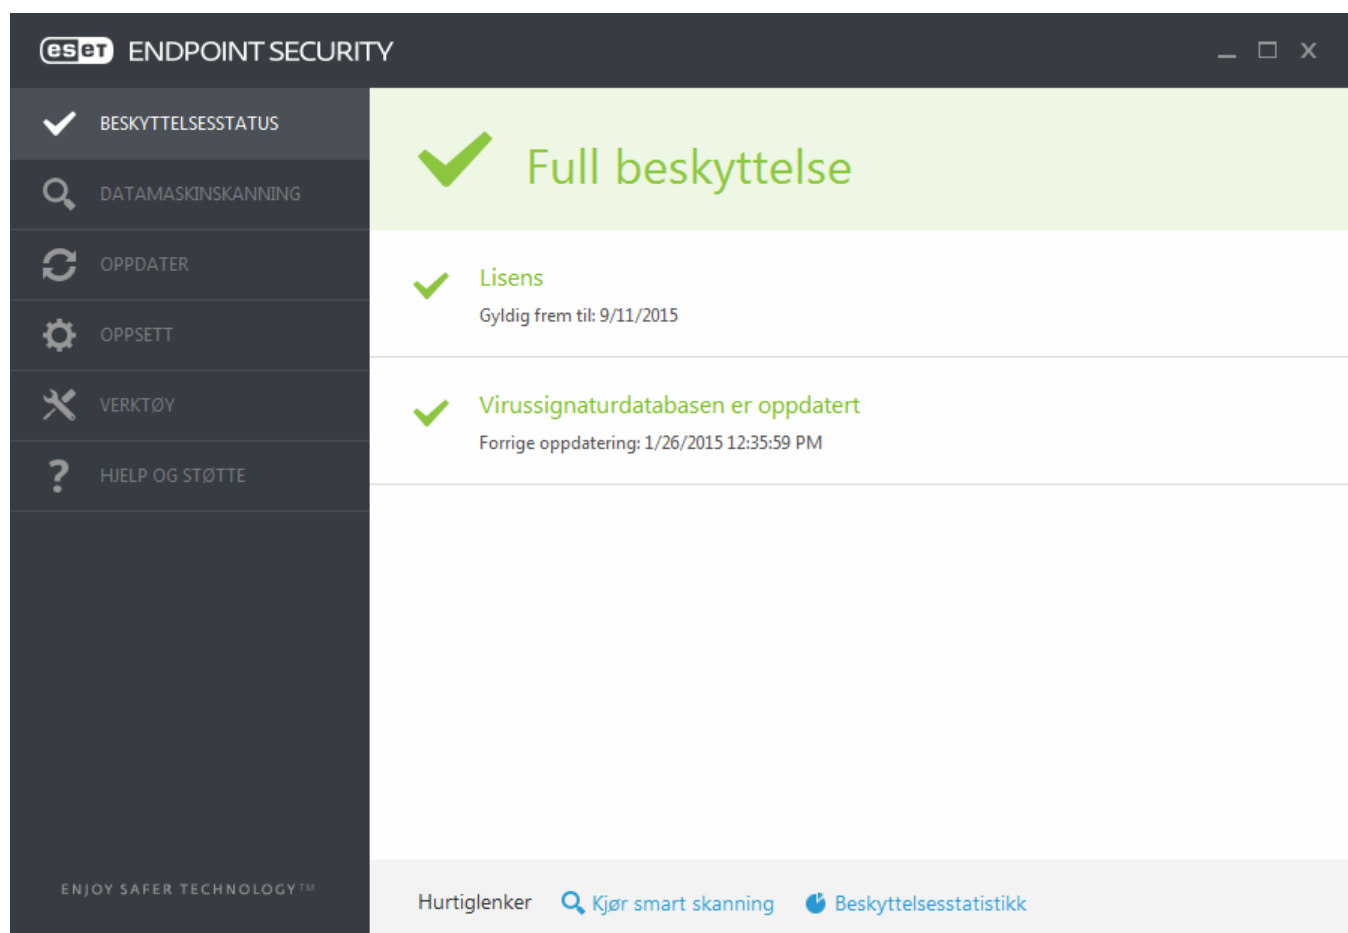 eset ENDPOINT SECURITY
BESKYTTELSESSTATUS
DATAMASKINSKANNING
OPPDATER
OPPSETT
VERKTØY
HJELP OG STØTTE
ENJOY SAFER TECHNOLOGY™
Full beskyttelse
Lisens
Gyldig frem til: 9/11/2015
Virussignaturdatabasen er oppdatert
Forrige oppdatering: 1/26/2015 12:35:59 PM
Hurtiglenker Kjør smart skanning Beskyttelsesstatistikk